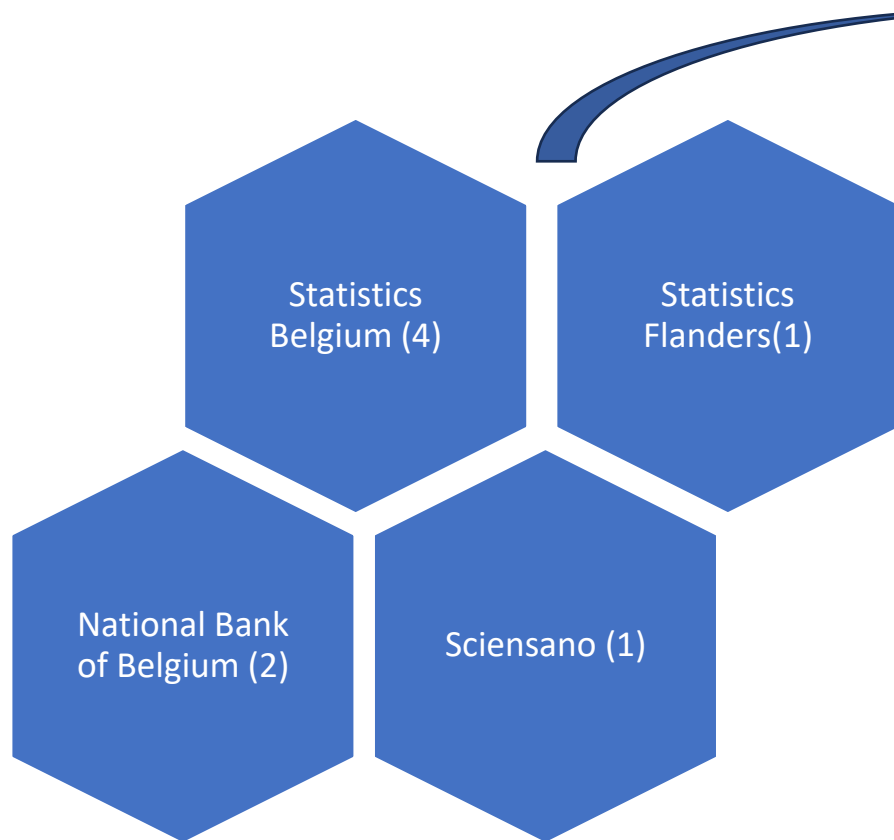 Statistics
Belgium (4)
Statistics
Flanders(1)
National Bank
of Belgium (2)
Sciensano (1)